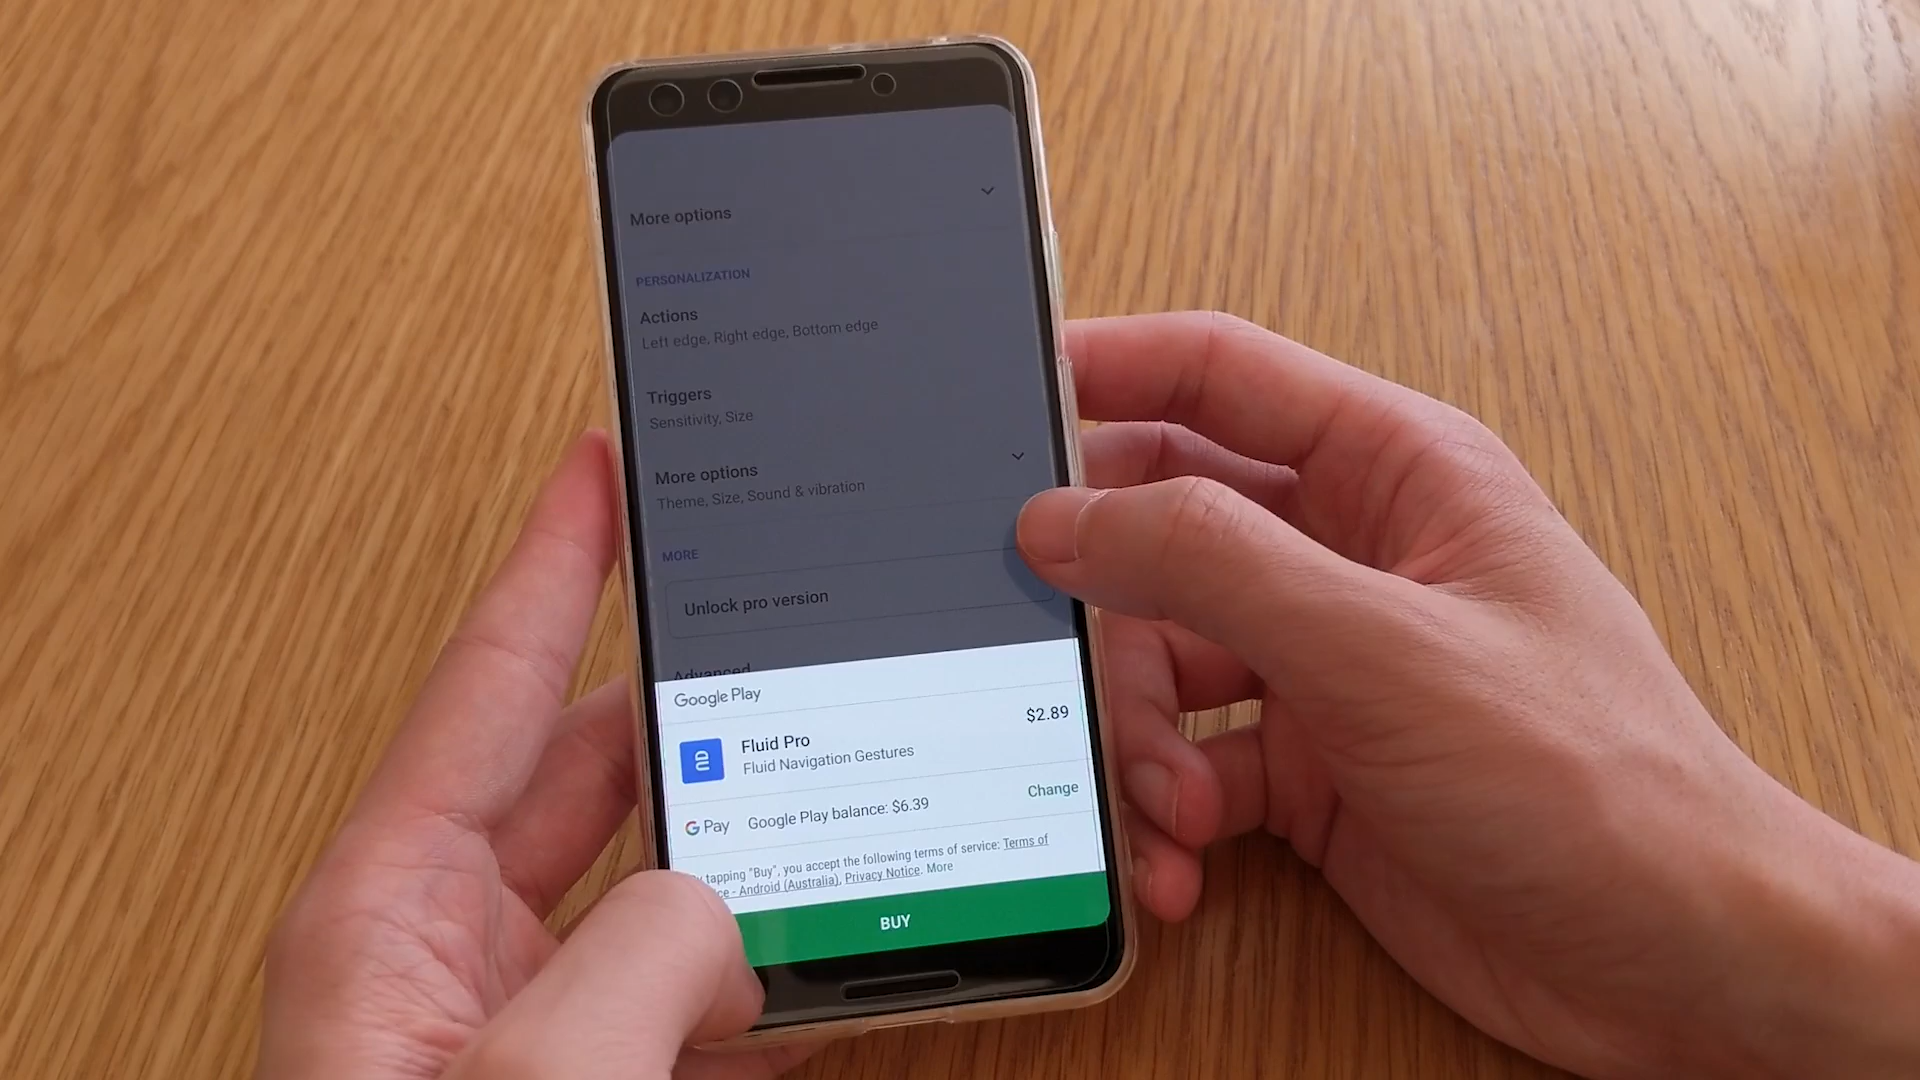 More options
PERSONALIZATION
Actions
Left edge, Right edge, Bottom edge
Triggers
Sensitivity, Size
More options
Theme, Size, Sound & vibration
MORE
Unlock pro version
Advanced
Google Play
Fluid Pro
$2.89
Fluid Navigation Gestures
G Pay Google Play balance: $6.39
Change
tapping "Buy", you accept the following terms of service: Terms of
- Android (Australia), Privacy Notice. More
BUY